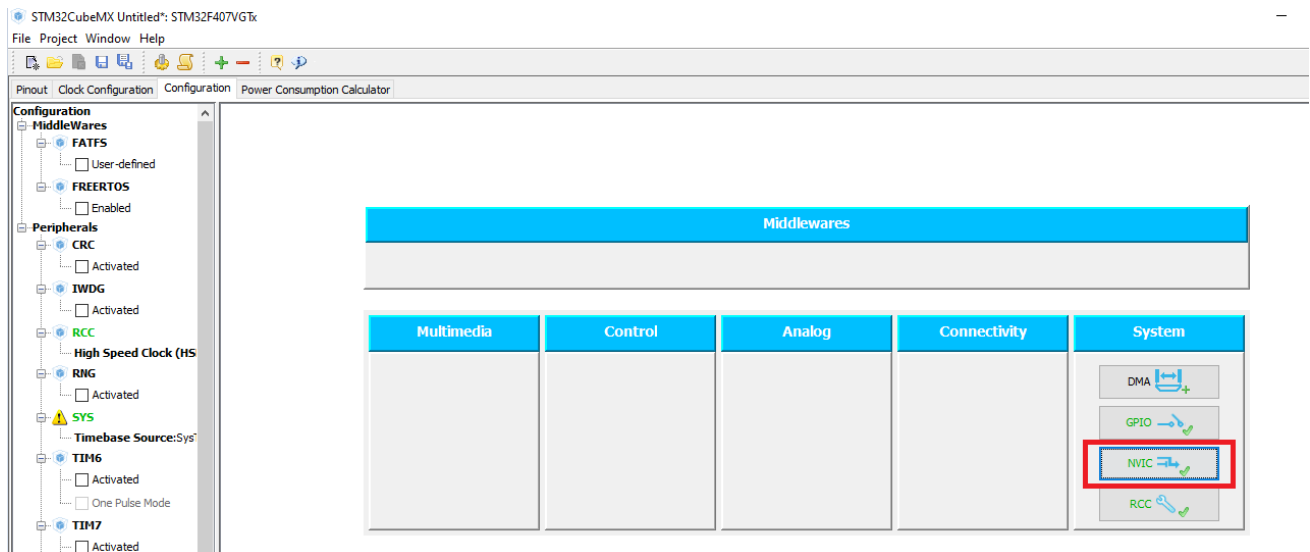 STM32CubeMX Untitled*: STM32F407VGTx
File Project Window Help
Pinout Clock Configuration Configuration Power Consumption Calculator
Configuration
MiddleWares
FATFS
User-defined
FREERTOS
Enabled
Peripherals
CRC
Activated
IWDG
Activated
RCC
High Speed Clock (HS
RNG
Activated
SYS
Timebase Source:Sys
TIM6
Activated
One Pulse Mode
TIM7
Activated
Middlewares
Multimedia Control Analog Connectivity System
DMA
GPIO
NVIC
RCC